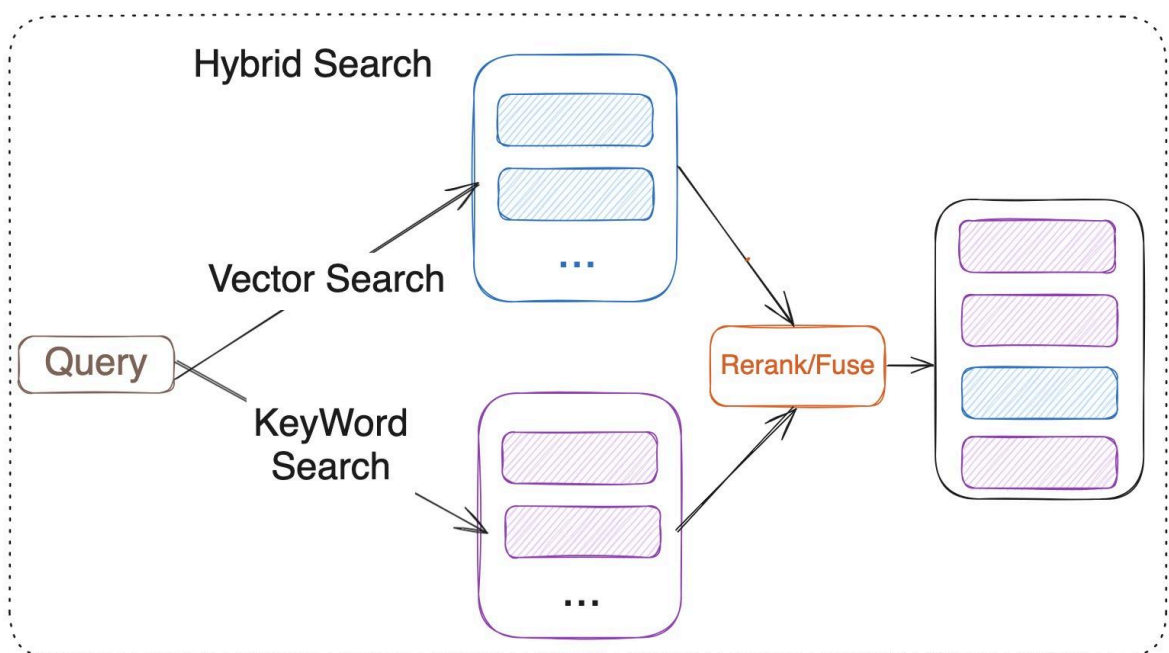 Hybrid Search
...
Vector Search
Query
Rerank/Fuse
KeyWord
Search
...